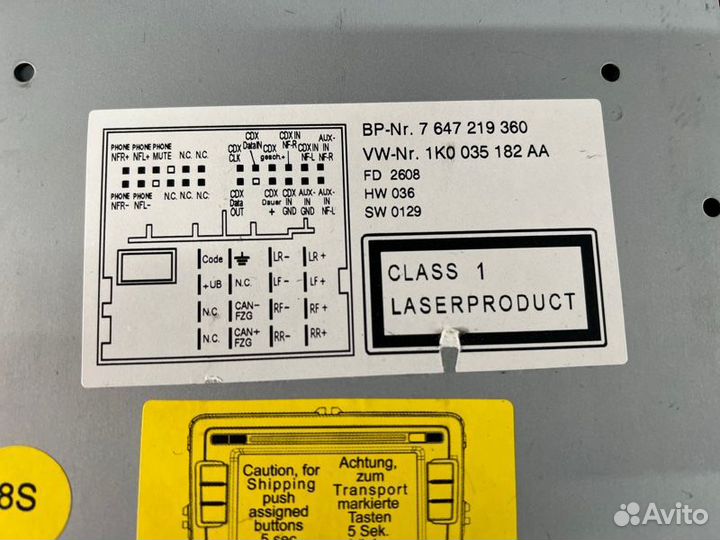 BP-Nr. 7 647 219 360
VW-Nr. 1K0 035 182 AA
FD 2608
HW 036
SW 0129
CLASS 1
LASERPRODUCT
PHONE PHONE PHONE
NFR+ NFL+ MUTE N.C. N.C.
PHONE PHONE
NFR- NFL-
N.C. N.C. N.C.
CDX CLK
CDX DataIN
CDX gesch.+
CDX IN NF-R
CDX IN NF-L
AUX-IN NF-R
CDX Data OUT
CDX Dauer +
CDX IN GND
AUX-IN GND
AUX-IN NF-L
Code LR- LR+
+UB N.C. LF- LF+
N.C. CAN- FZG RF- RF+
N.C. CAN+ FZG RR- RR+
8S
Caution, for
Shipping
push
assigned
buttons
5 sec.
Achtung,
zum
Transport
markierte
Tasten
5 Sek.
Avito